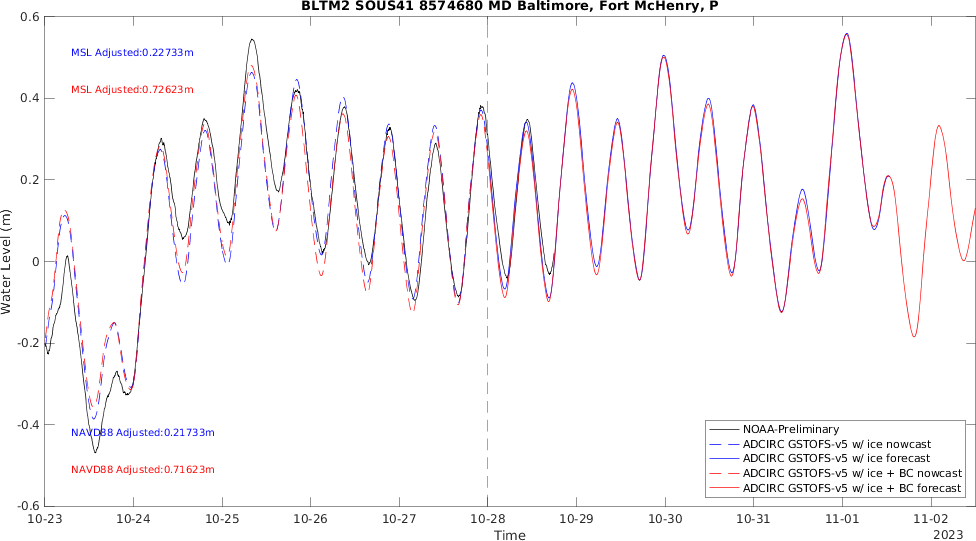 BLTM2 SOUS41 8574680 MD Baltimore, Fort McHenry, P
0.6
0.4
0.2
0
-0.2
-0.4
-0.6
Water Level (m)
MSL Adjusted:0.22733m
MSL Adjusted:0.72623m
NAVD88 Adjusted:0.21733m
NAVD88 Adjusted:0.71623m
NOAA-Preliminary
ADCIRC GSTOFS-v5 w/ ice nowcast
ADCIRC GSTOFS-v5 w/ ice forecast
ADCIRC GSTOFS-v5 w/ ice + BC nowcast
ADCIRC GSTOFS-v5 w/ ice + BC forecast
10-23 10-24 10-25 10-26 10-27 10-28 10-29 10-30 10-31 11-01 11-02
Time
2023